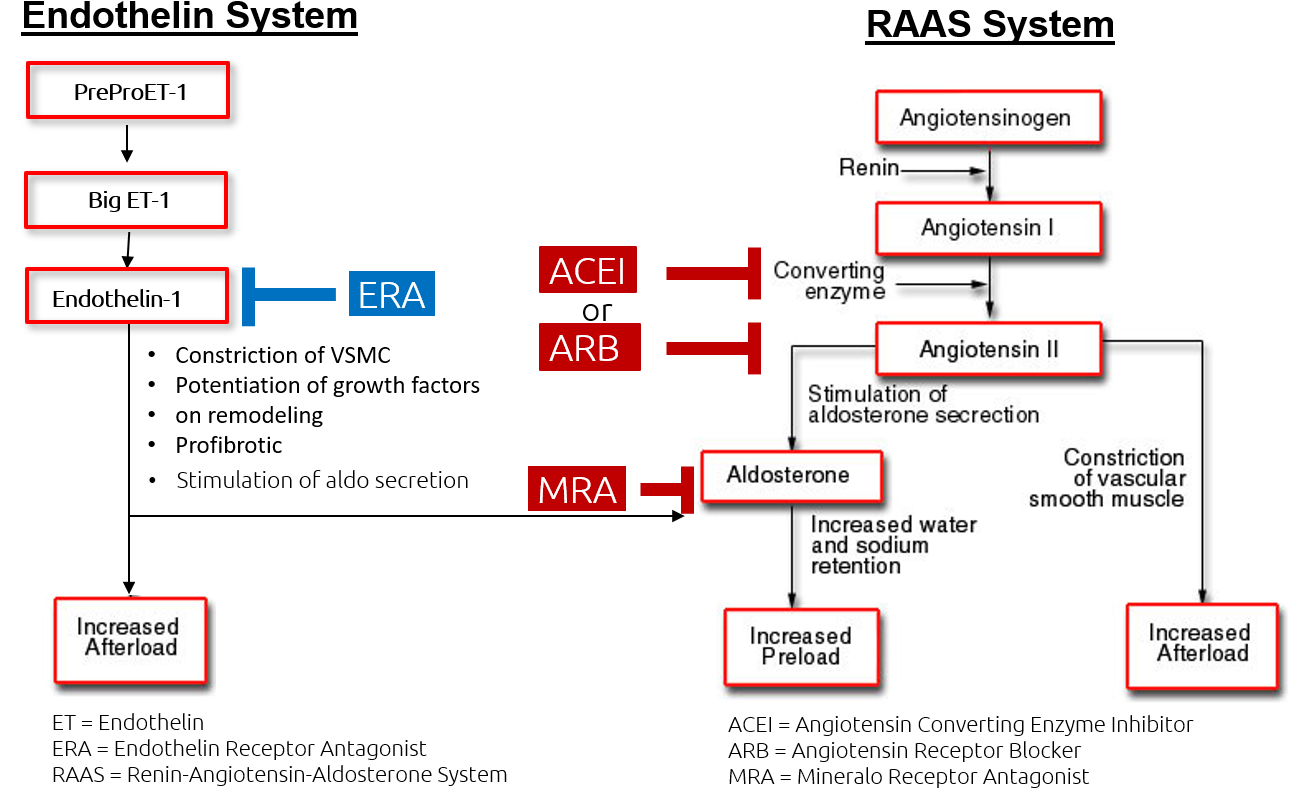 Endothelin System
PreProET-1
Big ET-1
Endothelin-1
ERA
• Constriction of VSMC
• Potentiation of growth factors
• on remodeling
• Profibrotic
• Stimulation of aldo secretion
Increased
Afterload
ET = Endothelin
ERA = Endothelin Receptor Antagonist
RAAS = Renin-Angiotensin-Aldosterone System
RAAS System
Angiotensinogen
Renin
Angiotensin I
ACEI
or
ARB
Converting
enzyme
Angiotensin II
Stimulation of
aldosterone secretion
MRA
Aldosterone
Constriction
of vascular
smooth muscle
Increased water
and sodium
retention
Increased
Preload
Increased
Afterload
ACEI = Angiotensin Converting Enzyme Inhibitor
ARB = Angiotensin Receptor Blocker
MRA = Mineralo Receptor Antagonist